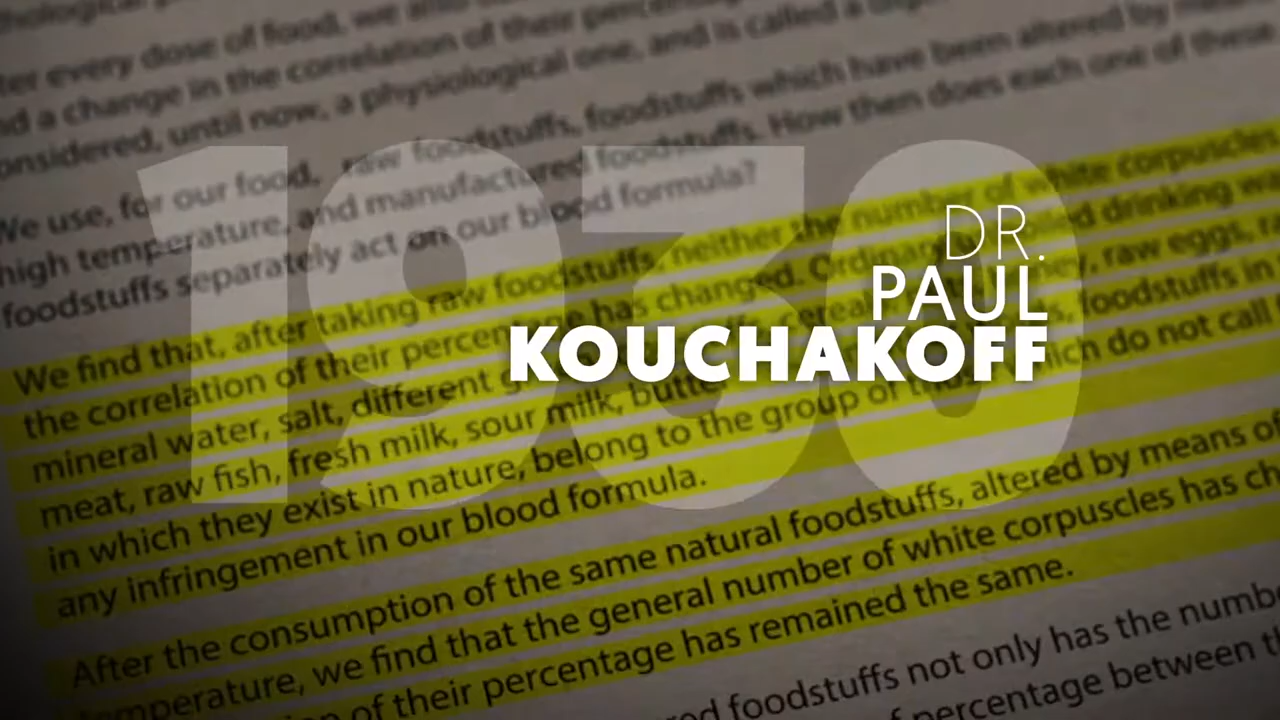 every dose of food, we also
a change in the correlation of their
considered, until now, a physiological one, and is called a
We use, for our food, raw foodstuffs, foodstuffs which have been altered by
high temperature, and manufactured foodstuffs. How then does each one of these
foodstuffs separately act on our blood formula?
We find that, after taking raw foodstuffs, neither the number of white corpuscles
the correlation of their percentage has changed. drinking
mineral water, salt, different raw eggs,
meat, raw fish, fresh milk, sour milk, foodstuffs in
in which they exist in nature, belong to the group of which do not call
any infringement in our blood formula.
After the consumption of the same natural foodstuffs, altered by means of
temperature, we find that the general number of white corpuscles has
of their percentage has remained the same.
foodstuffs not only has the
percentage between
1930
DR.
PAUL
KOUCHAKOFF